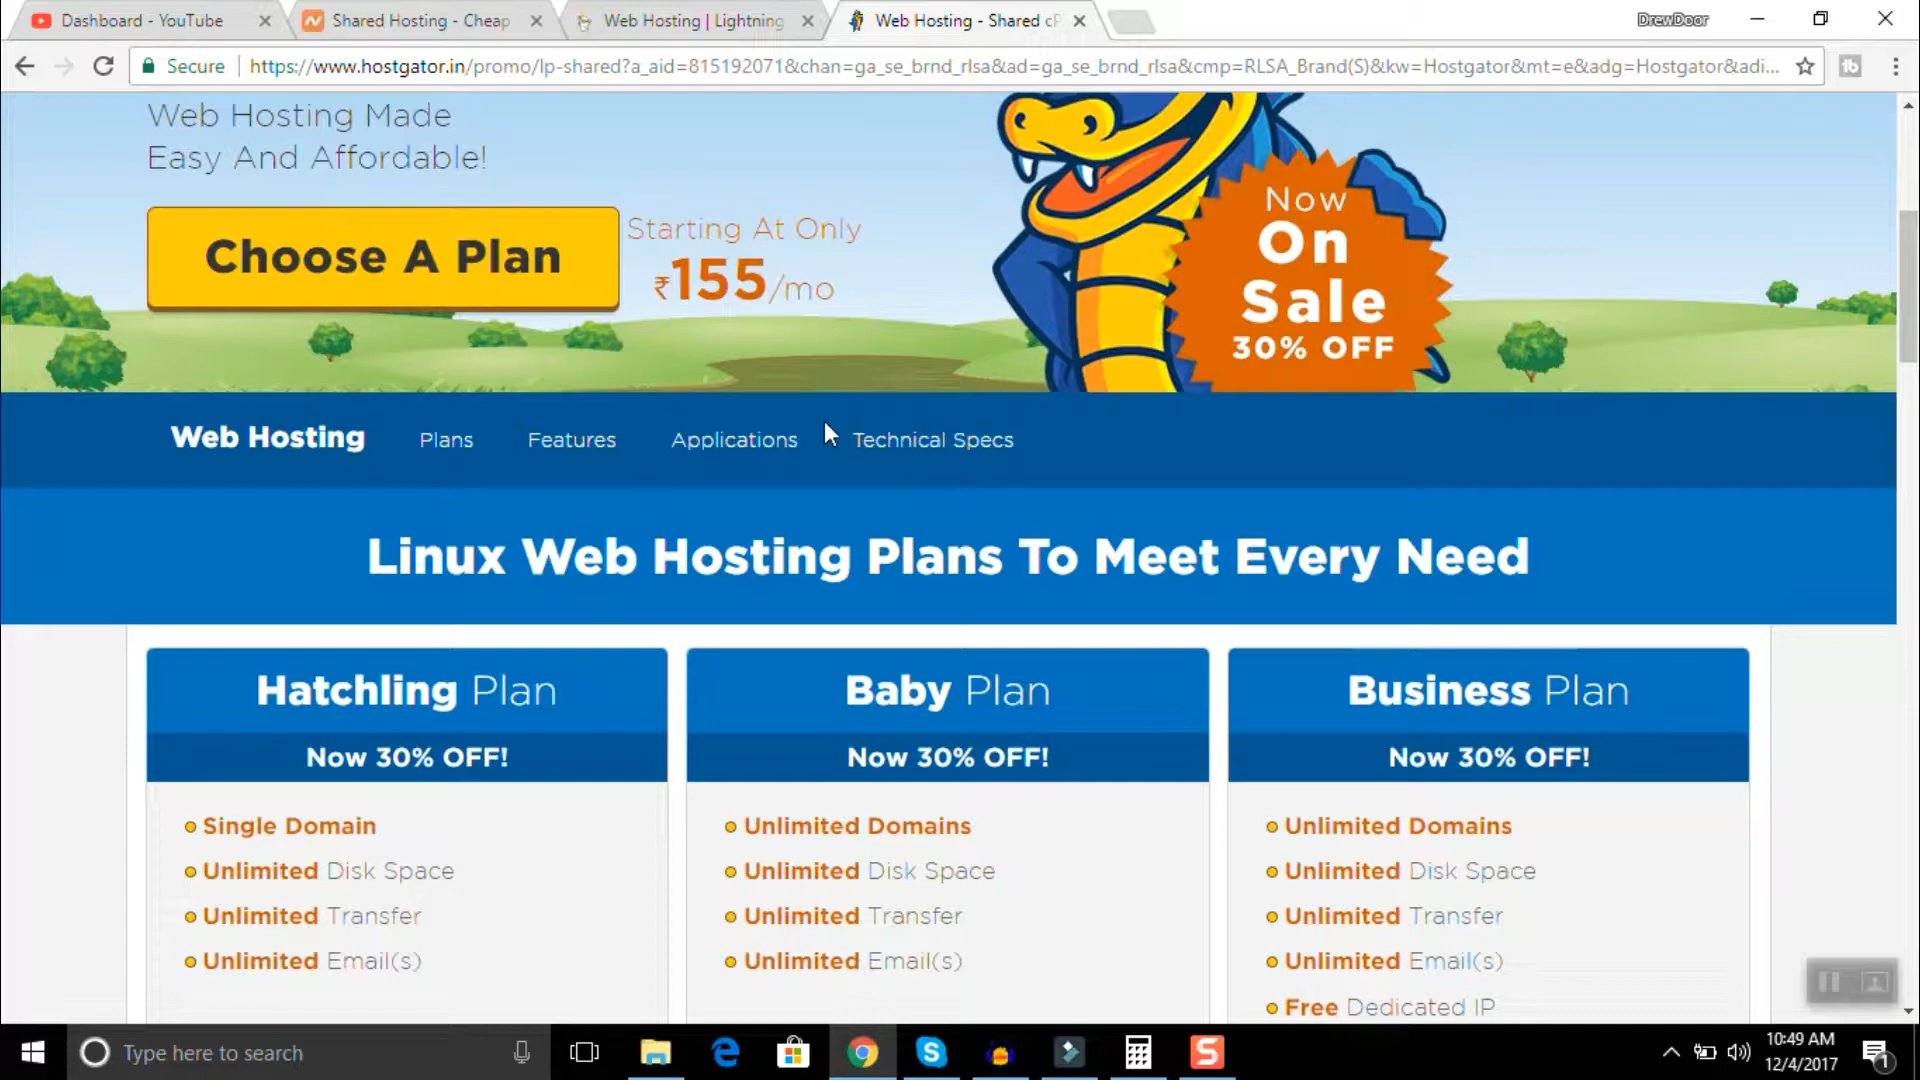 Dashboard - YouTube
Shared Hosting - Cheap
Web Hosting | Lightning
Web Hosting - Shared cP
DrewDoor
Secure
https://www.hostgator.in/promo/lp-shared?a_aid=815192071&chan=ga_se_brnd_rlsa&ad=ga_se_brnd_rlsa&cmp=RLSA_Brand(S)&kw=Hostgator&mt=e&adg=Hostgator&adi...
Web Hosting Made
Easy And Affordable!
Choose A Plan
Starting At Only
₹155/mo
Now
On
Sale
30% OFF
Web Hosting
Plans
Features
Applications
Technical Specs
Linux Web Hosting Plans To Meet Every Need
Hatchling Plan
Now 30% OFF!
Single Domain
Unlimited Disk Space
Unlimited Transfer
Unlimited Email(s)
Baby Plan
Now 30% OFF!
Unlimited Domains
Unlimited Disk Space
Unlimited Transfer
Unlimited Email(s)
Business Plan
Now 30% OFF!
Unlimited Domains
Unlimited Disk Space
Unlimited Transfer
Unlimited Email(s)
Free Dedicated IP
Type here to search
10:49 AM
12/4/2017
1